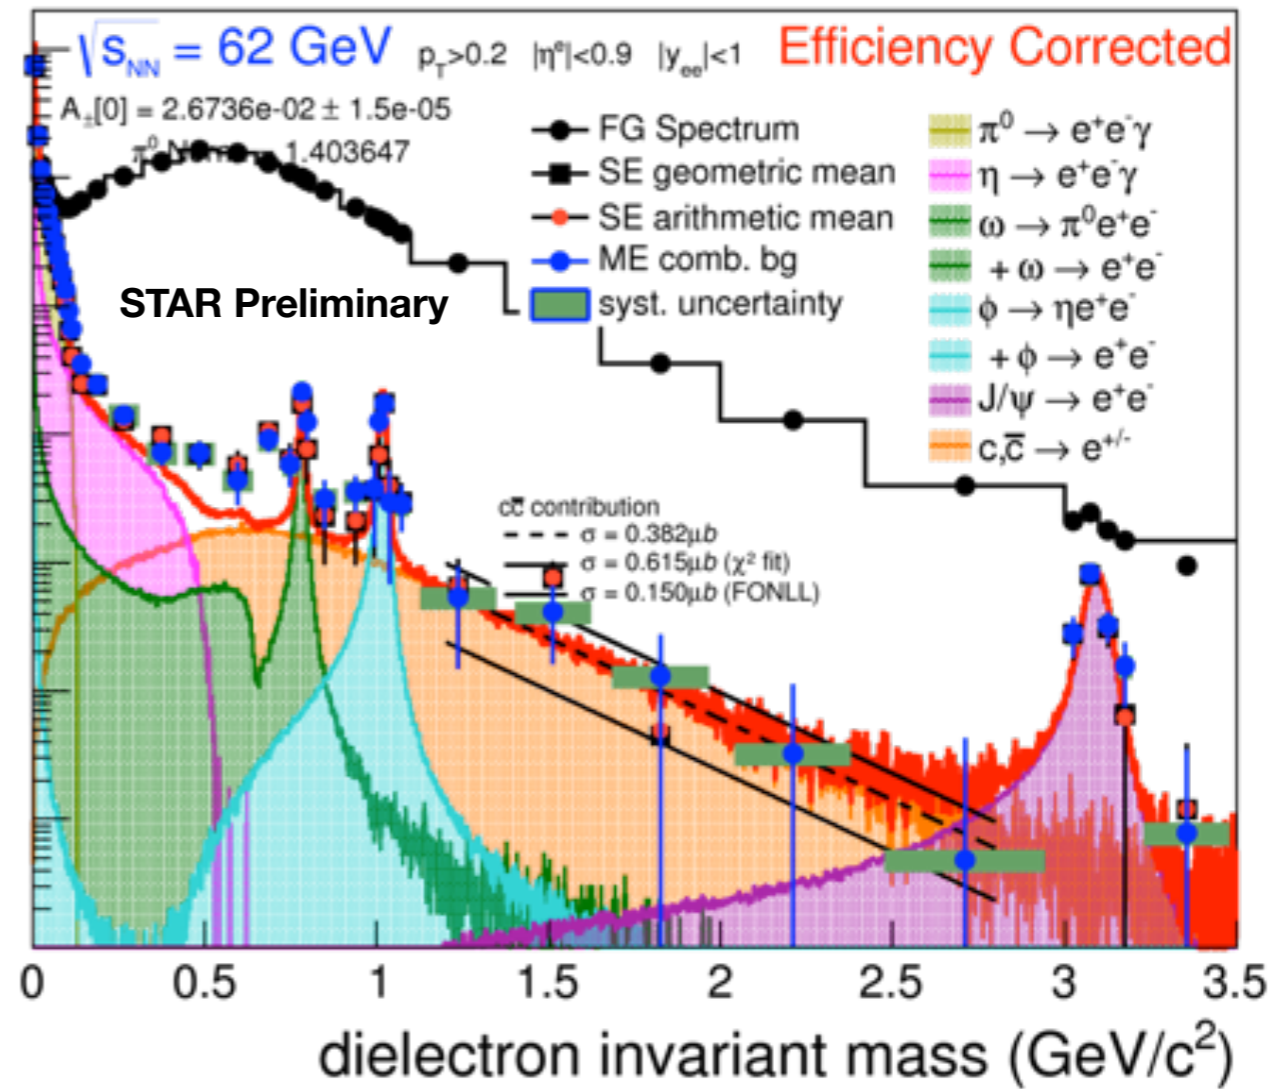 √s_NN = 62 GeV p_T>0.2 |η^e|<0.9 |y_ee|<1 Efficiency Corrected
A_±[0] = 2.6736e-02 ± 1.5e-05
π⁰ 1.403647
FG Spectrum
SE geometric mean
SE arithmetic mean
ME comb. bg
syst. uncertainty
π⁰ → e⁺e⁻γ
η → e⁺e⁻γ
ω → π⁰e⁺e⁻
+ ω → e⁺e⁻
ϕ → ηe⁺e⁻
+ ϕ → e⁺e⁻
J/ψ → e⁺e⁻
c,c̅ → e⁺/⁻
STAR Preliminary
cc̅ contribution
σ = 0.382μb
σ = 0.615μb (χ² fit)
σ = 0.150μb (FONLL)
0 0.5 1 1.5 2 2.5 3 3.5
dielectron invariant mass (GeV/c²)